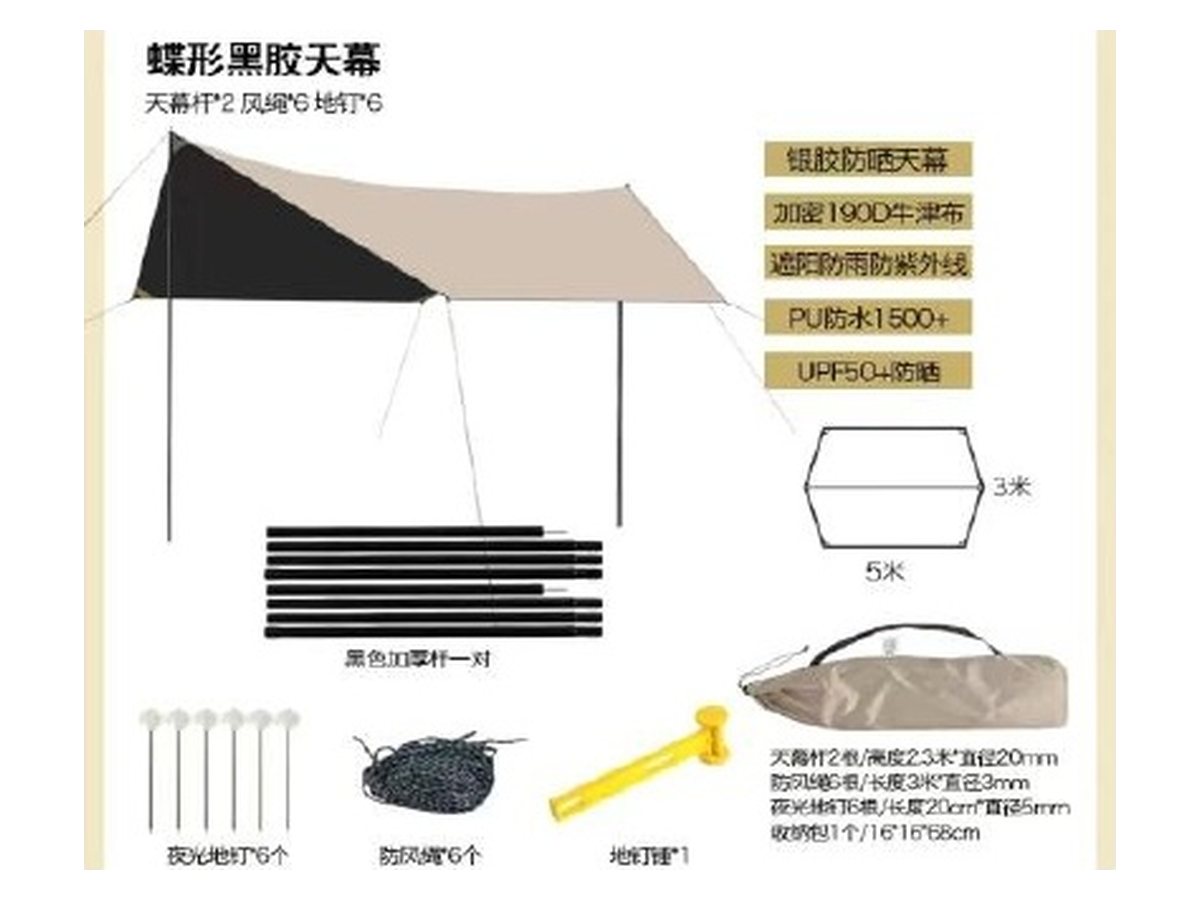 蝶形黑胶天幕
天幕杆*2 风绳*6 地钉*6
银胶防晒天幕
加密190D牛津布
遮阳防雨防紫外线
PU防水1500+
UPF50+防晒
3米
5米
黑色加厚杆一对
天幕杆2根/高度2.3米*直径20mm
防风绳6根/长度3米*直径3mm
夜光地钉6根/长度20cm*直径5mm
收纳包1个/16*16*68cm
夜光地钉*6个
防风绳*6个
地钉锤*1